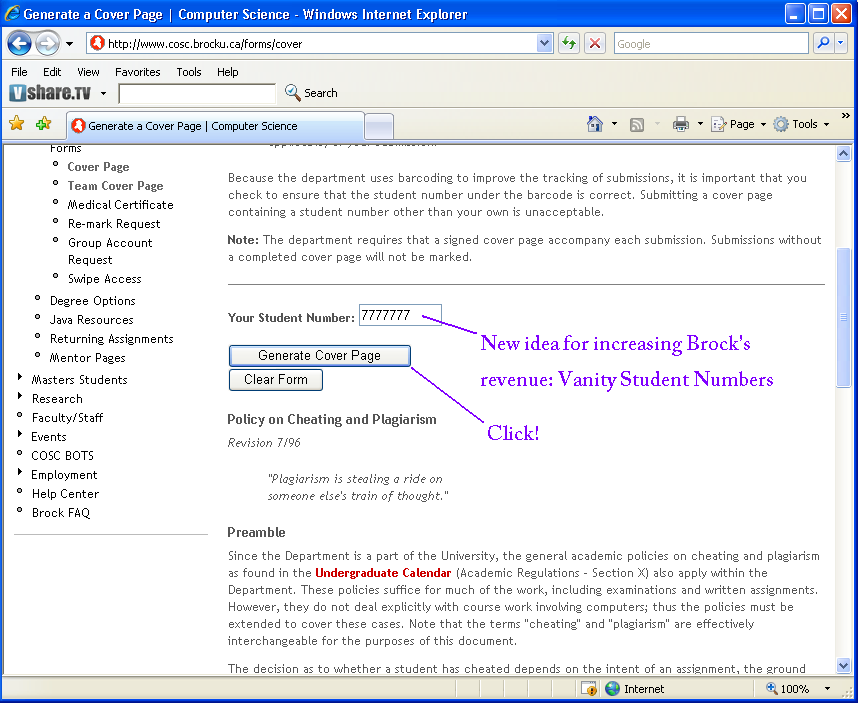 Generate a Cover Page | Computer Science - Windows Internet Explorer
http://www.cosc.brocku.ca/forms/cover
Google
File Edit View Favorites Tools Help
Vshare.TV
Search
Generate a Cover Page | Computer Science
Page Tools
Forms
Cover Page
Team Cover Page
Medical Certificate
Re-mark Request
Group Account
Request
Swipe Access
Degree Options
Java Resources
Returning Assignments
Mentor Pages
Masters Students
Research
Faculty/Staff
Events
COSC BOTS
Employment
Help Center
Brock FAQ
Because the department uses barcoding to improve the tracking of submissions, it is important that you
check to ensure that the student number under the barcode is correct. Submitting a cover page
containing a student number other than your own is unacceptable.
Note: The department requires that a signed cover page accompany each submission. Submissions without
a completed cover page will not be marked.
Your Student Number: 7777777
New idea for increasing Brock's
revenue: Vanity Student Numbers
Generate Cover Page
Clear Form
Click!
Policy on Cheating and Plagiarism
Revision 7/96
"Plagiarism is stealing a ride on
someone else's train of thought."
Preamble
Since the Department is a part of the University, the general academic policies on cheating and plagiarism
as found in the Undergraduate Calendar (Academic Regulations - Section X) also apply within the
Department. These policies suffice for much of the work, including examinations and written assignments.
However, they do not deal explicitly with course work involving computers; thus the policies must be
extended to cover these cases. Note that the terms "cheating" and "plagiarism" are effectively
interchangeable for the purposes of this document.
The decision as to whether a student has cheated depends on the intent of an assignment, the ground
Internet
100%